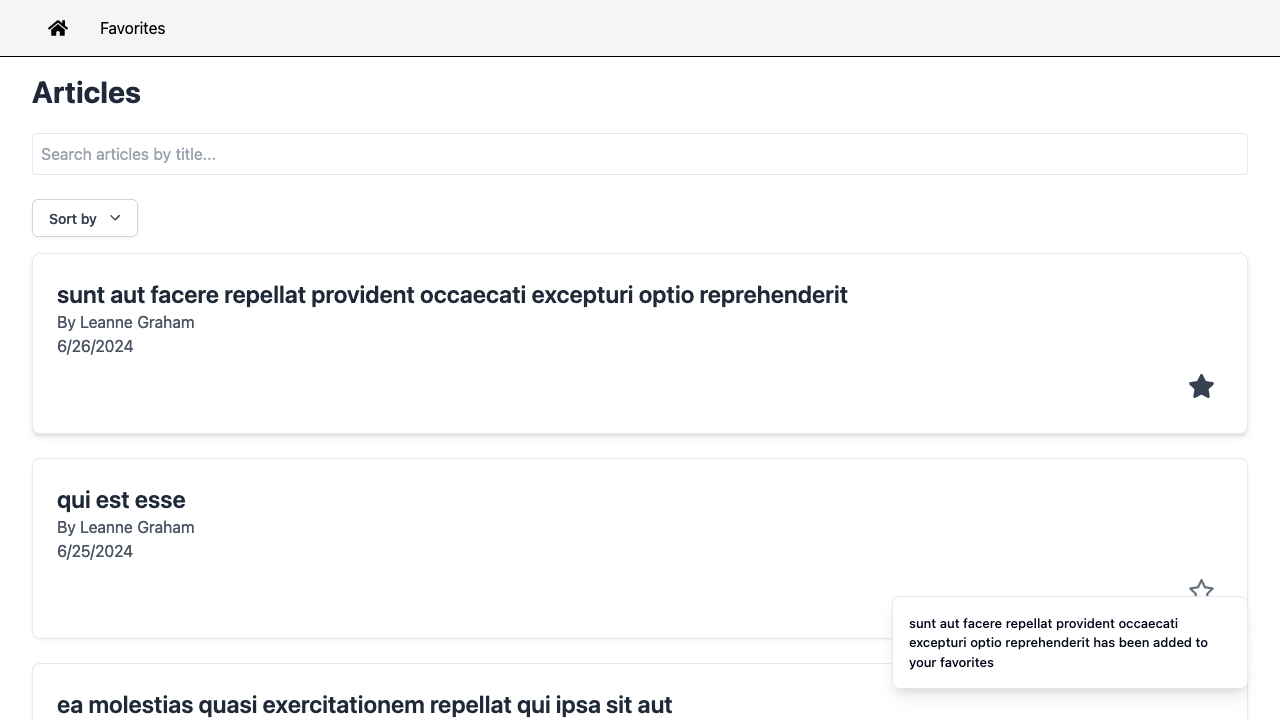 Favorites
Articles
Search articles by title...
Sort by
sunt aut facere repellat provident occaecati excepturi optio reprehenderit
By Leanne Graham
6/26/2024
qui est esse
By Leanne Graham
6/25/2024
sunt aut facere repellat provident occaecati
excepturi optio reprehenderit has been added to
your favorites
ea molestias quasi exercitationem repellat qui ipsa sit aut